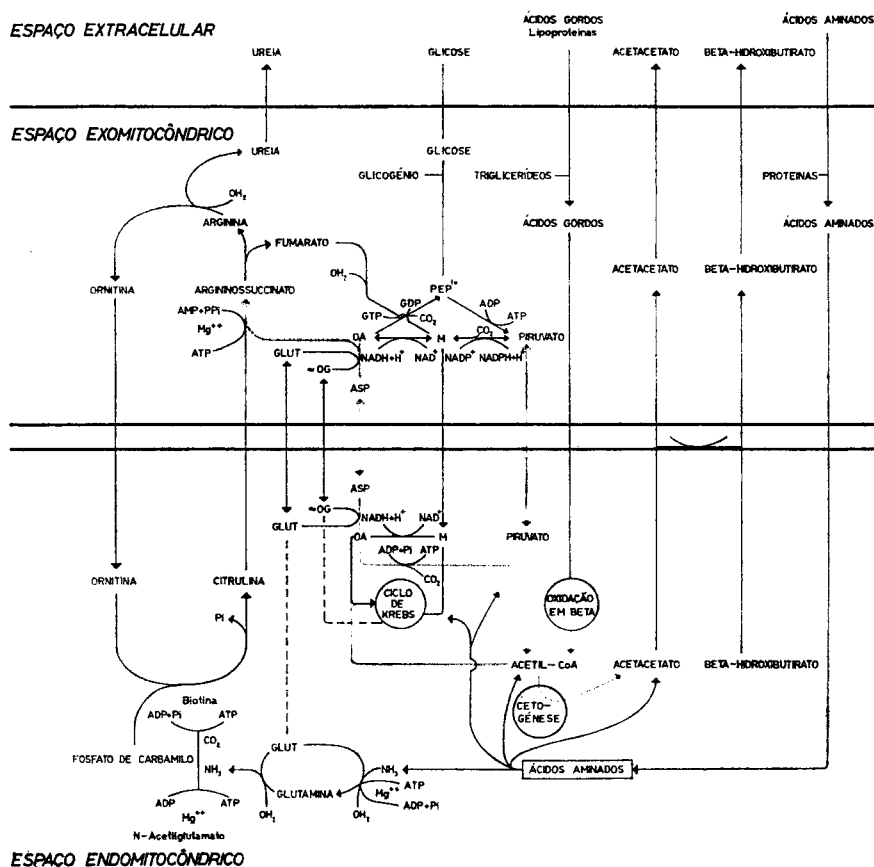 ESPAÇO EXTRACELULAR
UREIA
GLICOSE
ÁCIDOS GORDOS
Lipoproteinas
ACETACETATO
BETA-HIDROXIBUTIRATO
ÁCIDOS AMINADOS
ESPAÇO EXOMITOCÔNDRICO
UREIA
GLICOSE
GLICOGÉNIO
TRIGLICERÍDEOS
PROTEINAS
OH₂
ARGININA
ÁCIDOS GORDOS
ÁCIDOS AMINADOS
FUMARATO
ACETACETATO
BETA-HIDROXIBUTIRATO
ORNITINA
ARGININOSSUCCINATO
OH₂
PEP
AMP+PPi
Mg⁺⁺
ATP
GTP
GDP
CO₂
ADP
ATP
OA
M
CO₂
PIRUVATO
GLUT
NADH+H⁺
NAD⁺
NADP⁺
NADPH+H⁺
∝OG
ASP
ASP
∝OG
NADH+H⁺
NAD⁺
GLUT
OA
M
PIRUVATO
ADP+Pi
ATP
CO₂
ORNITINA
CITRULINA
CICLO
DE
KREBS
OXIDAÇÃO
EM BETA
Pi
ACETIL-CoA
ACETACETATO
BETA-HIDROXIBUTIRATO
CETO-
GÉNESE
Biotina
ADP+Pi
ATP
CO₂
FOSFATO DE CARBAMILO
GLUT
NH₃
NH₃
ÁCIDOS AMINADOS
GLUTAMINA
Mg⁺⁺
ATP
ADP+Pi
ADP
ATP
Mg⁺⁺
OH₂
OH₂
N-Acetilglutamato
ESPAÇO ENDOMITOCÔNDRICO